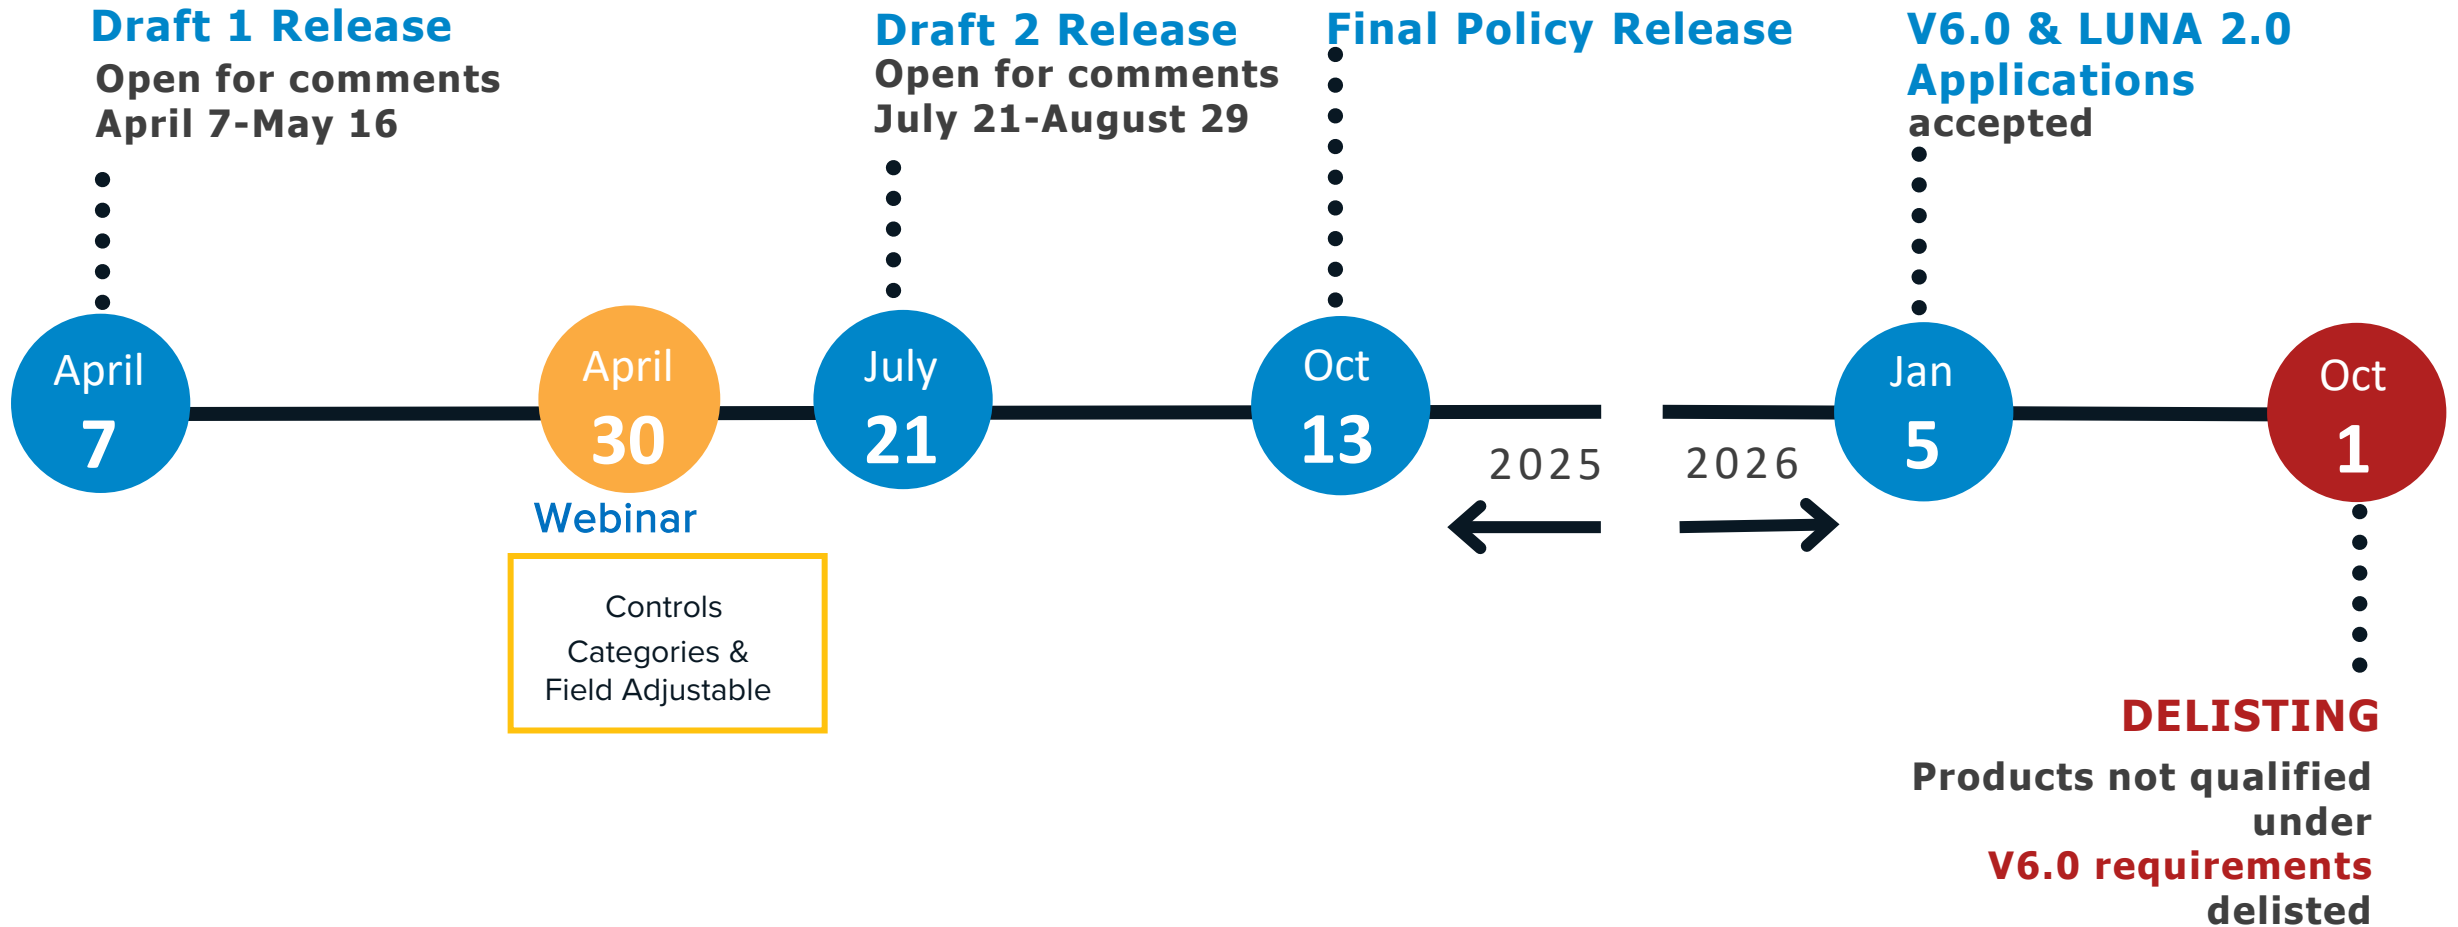 Draft 1 Release
Open for comments
April 7-May 16
Draft 2 Release
Open for comments
July 21-August 29
Final Policy Release
V6.0 & LUNA 2.0
Applications
accepted
April
7
April
30
July
21
Oct
13
2025
2026
Jan
5
Oct
1
Webinar
Controls
Categories &
Field Adjustable
DELISTING
Products not qualified
under
V6.0 requirements
delisted